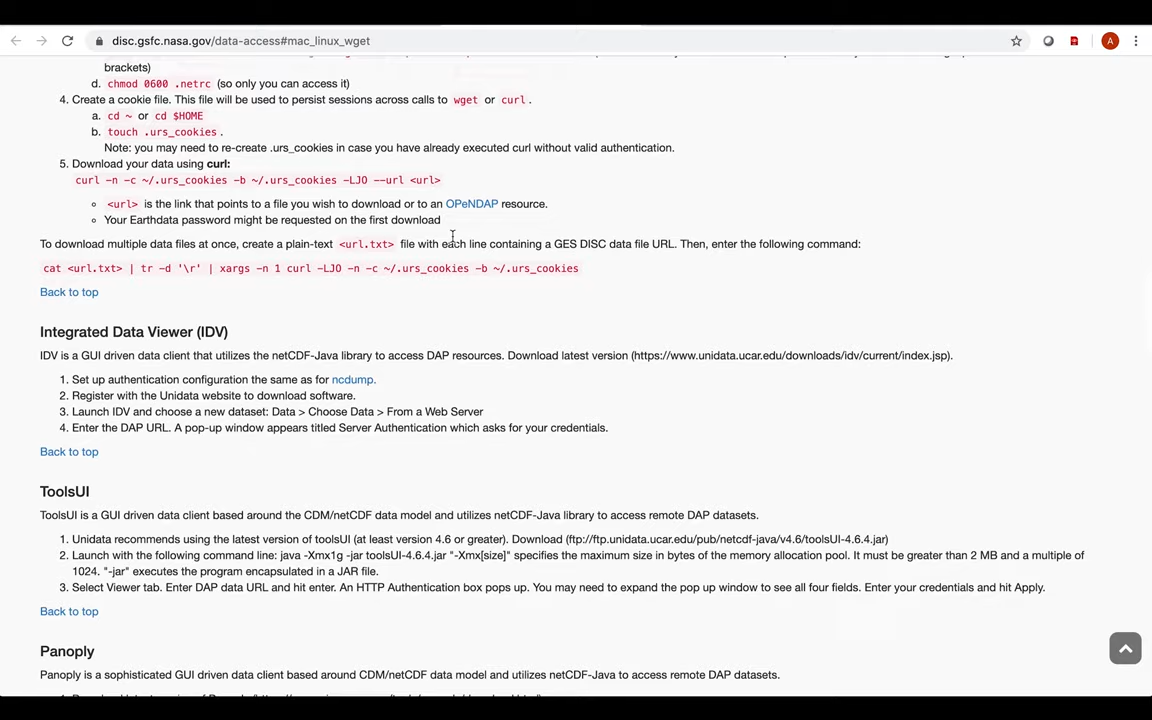 disc.gsfc.nasa.gov/data-access#mac_linux_wget
A
brackets)
d. chmod 0600 .netrc (so only you can access it)
4. Create a cookie file. This file will be used to persist sessions across calls to wget or curl.
a. cd ~ or cd $HOME
b. touch .urs_cookies.
Note: you may need to re-create .urs_cookies in case you have already executed curl without valid authentication.
5. Download your data using curl:
curl -n -c ~/.urs_cookies -b ~/.urs_cookies -LJO --url <url>
<url> is the link that points to a file you wish to download or to an OPeNDAP resource.
Your Earthdata password might be requested on the first download
To download multiple data files at once, create a plain-text <url.txt> file with each line containing a GES DISC data file URL. Then, enter the following command:
cat <url.txt> | tr -d '\r' | xargs -n 1 curl -LJO -n -c ~/.urs_cookies -b ~/.urs_cookies
Back to top
Integrated Data Viewer (IDV)
IDV is a GUI driven data client that utilizes the netCDF-Java library to access DAP resources. Download latest version (https://www.unidata.ucar.edu/downloads/idv/current/index.jsp).
1. Set up authentication configuration the same as for ncdump.
2. Register with the Unidata website to download software.
3. Launch IDV and choose a new dataset: Data > Choose Data > From a Web Server
4. Enter the DAP URL. A pop-up window appears titled Server Authentication which asks for your credentials.
Back to top
ToolsUI
ToolsUI is a GUI driven data client based around the CDM/netCDF data model and utilizes netCDF-Java library to access remote DAP datasets.
1. Unidata recommends using the latest version of toolsUI (at least version 4.6 or greater). Download (ftp://ftp.unidata.ucar.edu/pub/netcdf-java/v4.6/toolsUI-4.6.4.jar)
2. Launch with the following command line: java -Xmx1g -jar toolsUI-4.6.4.jar "-Xmx[size]" specifies the maximum size in bytes of the memory allocation pool. It must be greater than 2 MB and a multiple of
1024. "-jar" executes the program encapsulated in a JAR file.
3. Select Viewer tab. Enter DAP data URL and hit enter. An HTTP Authentication box pops up. You may need to expand the pop up window to see all four fields. Enter your credentials and hit Apply.
Back to top
Panoply
Panoply is a sophisticated GUI driven data client based around CDM/netCDF data model and utilizes netCDF-Java to access remote DAP datasets.